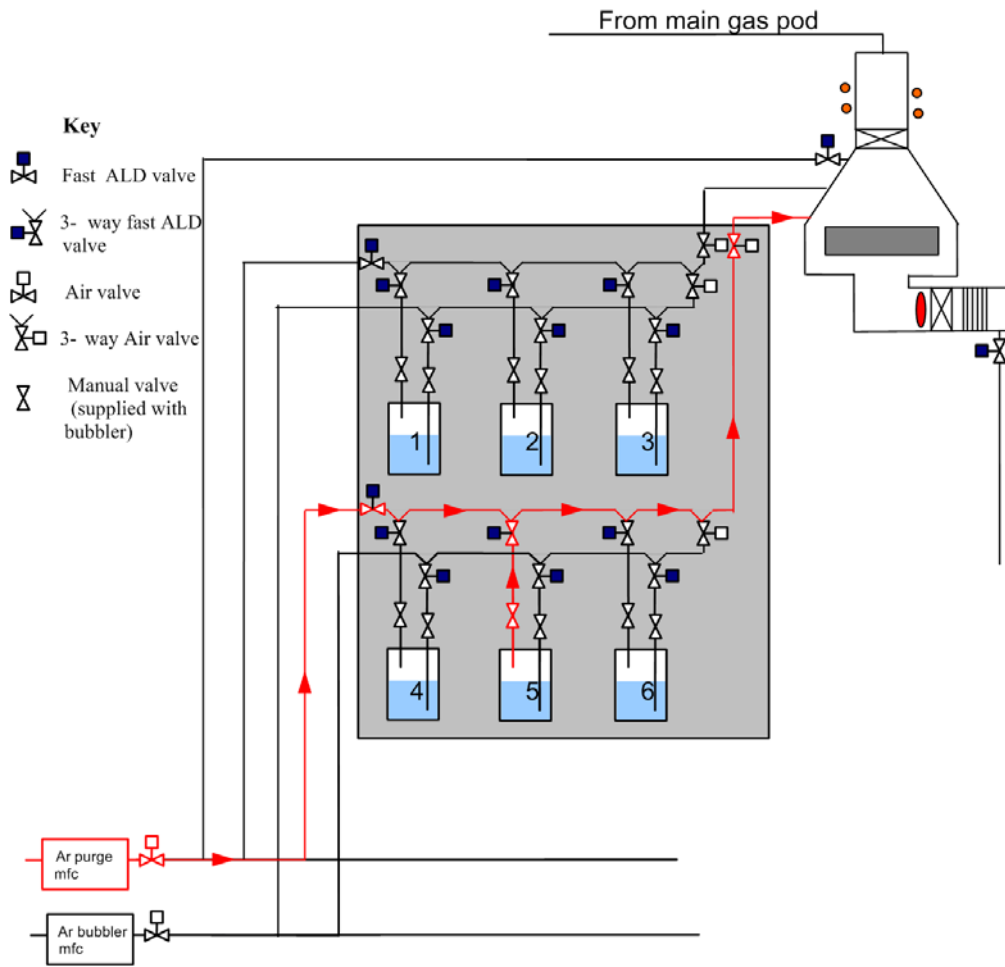 From main gas pod
Key
Fast ALD valve
3- way fast ALD
valve
Air valve
3- way Air valve
Manual valve
(supplied with
bubbler)
1
2
3
4
5
6
Ar purge
mfc
Ar bubbler
mfc